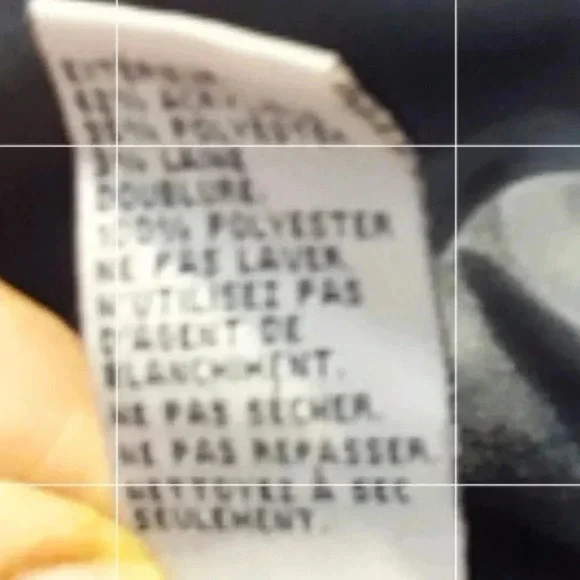 POLYESTER
LAINE
DOUBLURE
100% POLYESTER
NE PAS LAVER
N'UTILISEZ PAS
D'AGENT DE
BLANCHIMENT.
NE PAS SECHER.
NE PAS REPASSER.
NETTOYEZ À SEC
SEULEMENT.